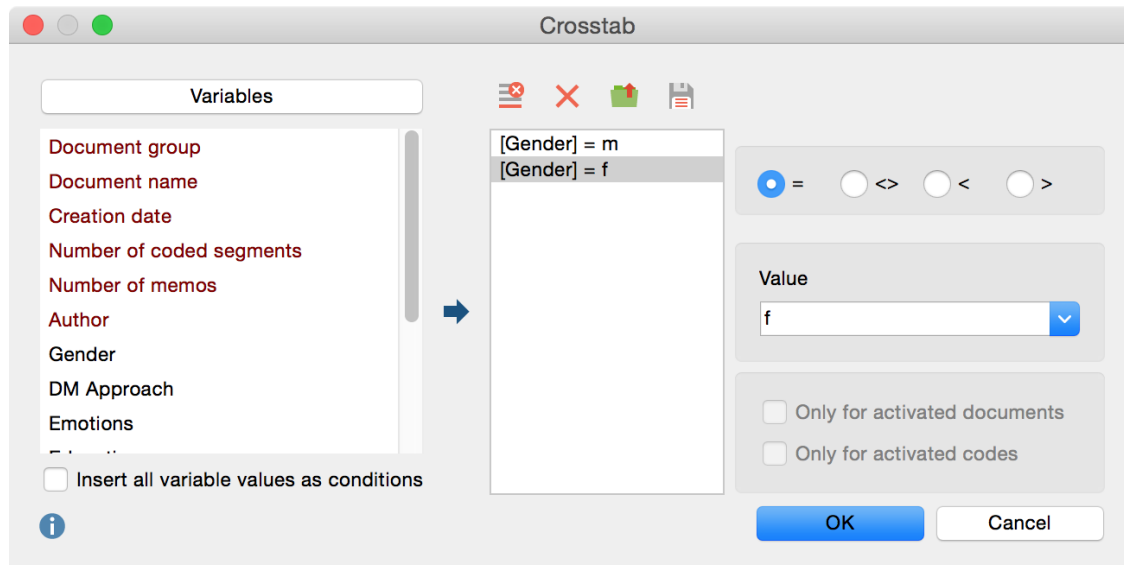 Crosstab
Variables
Document group
Document name
Creation date
Number of coded segments
Number of memos
Author
Gender
DM Approach
Emotions
Insert all variable values as conditions
[Gender] = m
[Gender] = f
= <> < >
Value
f
Only for activated documents
Only for activated codes
OK Cancel